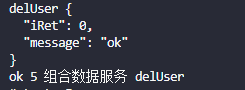 delUser {
  "iRet": 0,
  "message": "ok"
}
ok 5 组合数据服务 delUser